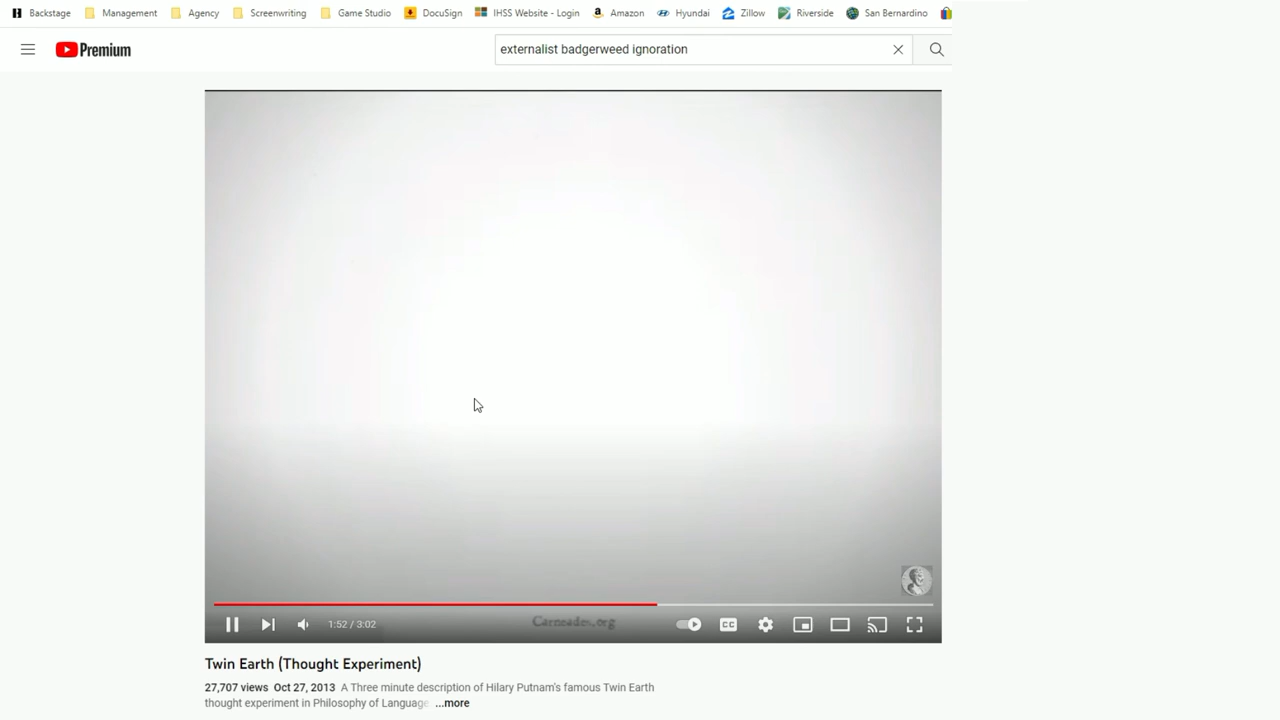 Backstage Management Agency Screenwriting Game Studio DocuSign IHSS Website - Login Amazon Hyundai Zillow Riverside San Bernardino
Premium
externalist badgerweed ignoration
Carneades.org
1:52 / 3:02
CC
Twin Earth (Thought Experiment)
27,707 views Oct 27, 2013 A Three minute description of Hilary Putnam's famous Twin Earth
thought experiment in Philosophy of Language ...more